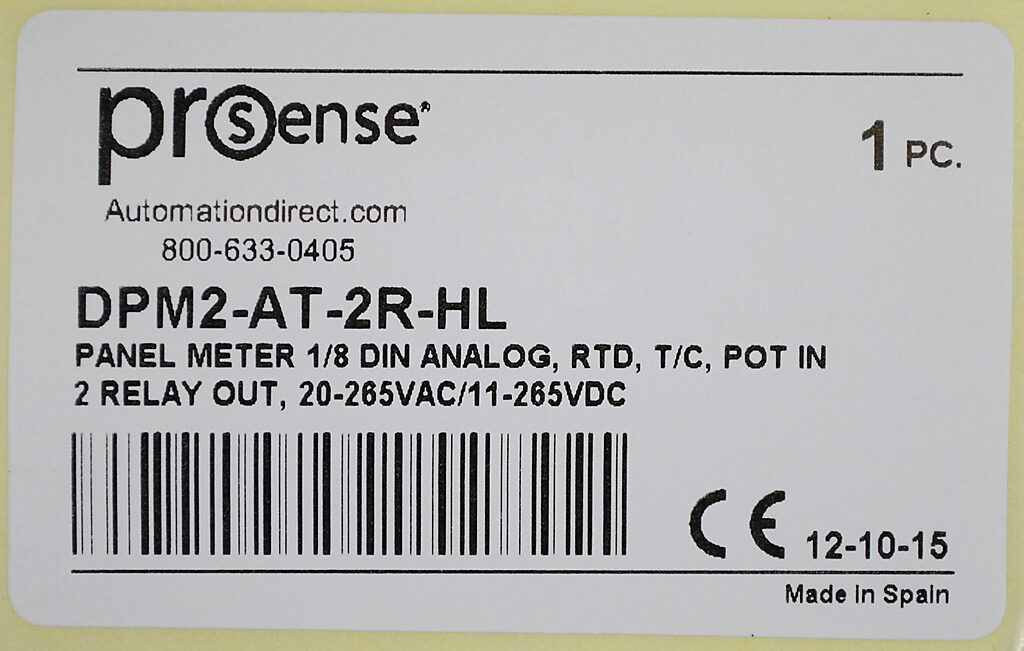 prosense®
1 PC.
Automationdirect.com
800-633-0405
DPM2-AT-2R-HL
PANEL METER 1/8 DIN ANALOG, RTD, T/C, POT IN
2 RELAY OUT, 20-265VAC/11-265VDC
CE 12-10-15
Made in Spain